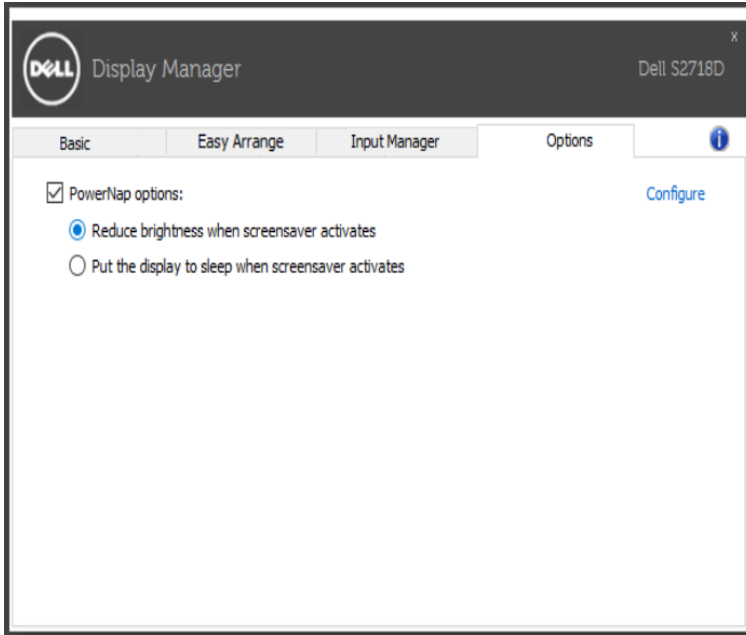 x
DELL Display Manager Dell S2718D
Basic Easy Arrange Input Manager Options i
PowerNap options: Configure
Reduce brightness when screensaver activates
Put the display to sleep when screensaver activates